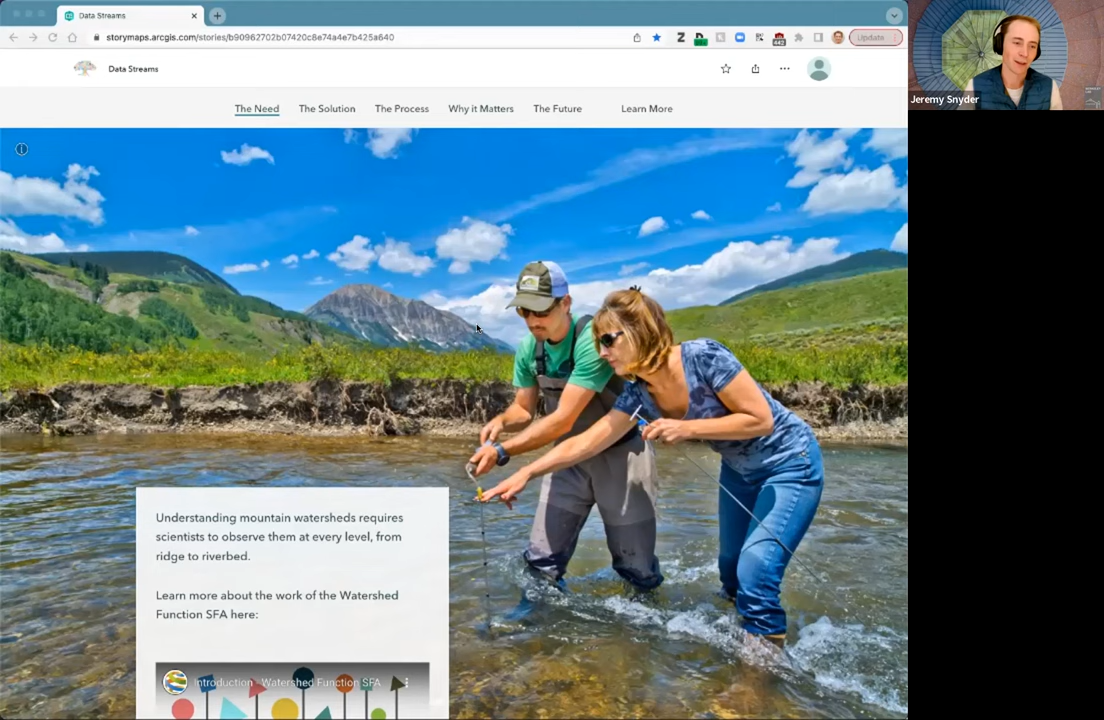 Data Streams
storymaps.arcgis.com/stories/b90962702b07420c8e74a4e7b425a640
Update
Data Streams
The Need
The Solution
The Process
Why it Matters
The Future
Learn More
Understanding mountain watersheds requires
scientists to observe them at every level, from
ridge to riverbed.
Learn more about the work of the Watershed
Function SFA here:
Introduction - Watershed Function SFA
Jeremy Snyder